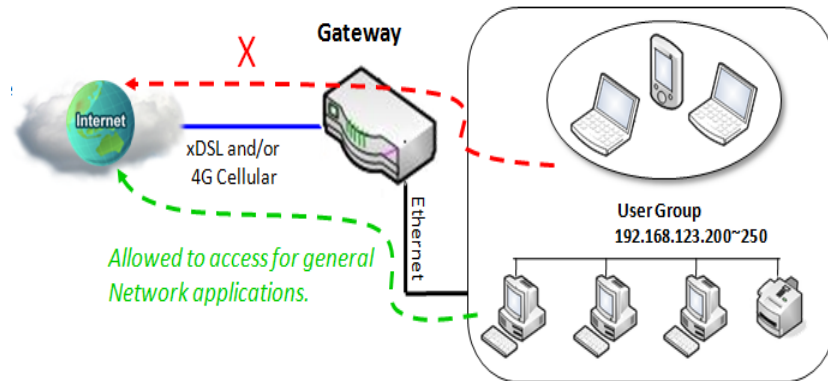 Gateway
X
Internet
xDSL and/or
4G Cellular
Ethernet
User Group
192.168.123.200~250
Allowed to access for general
Network applications.